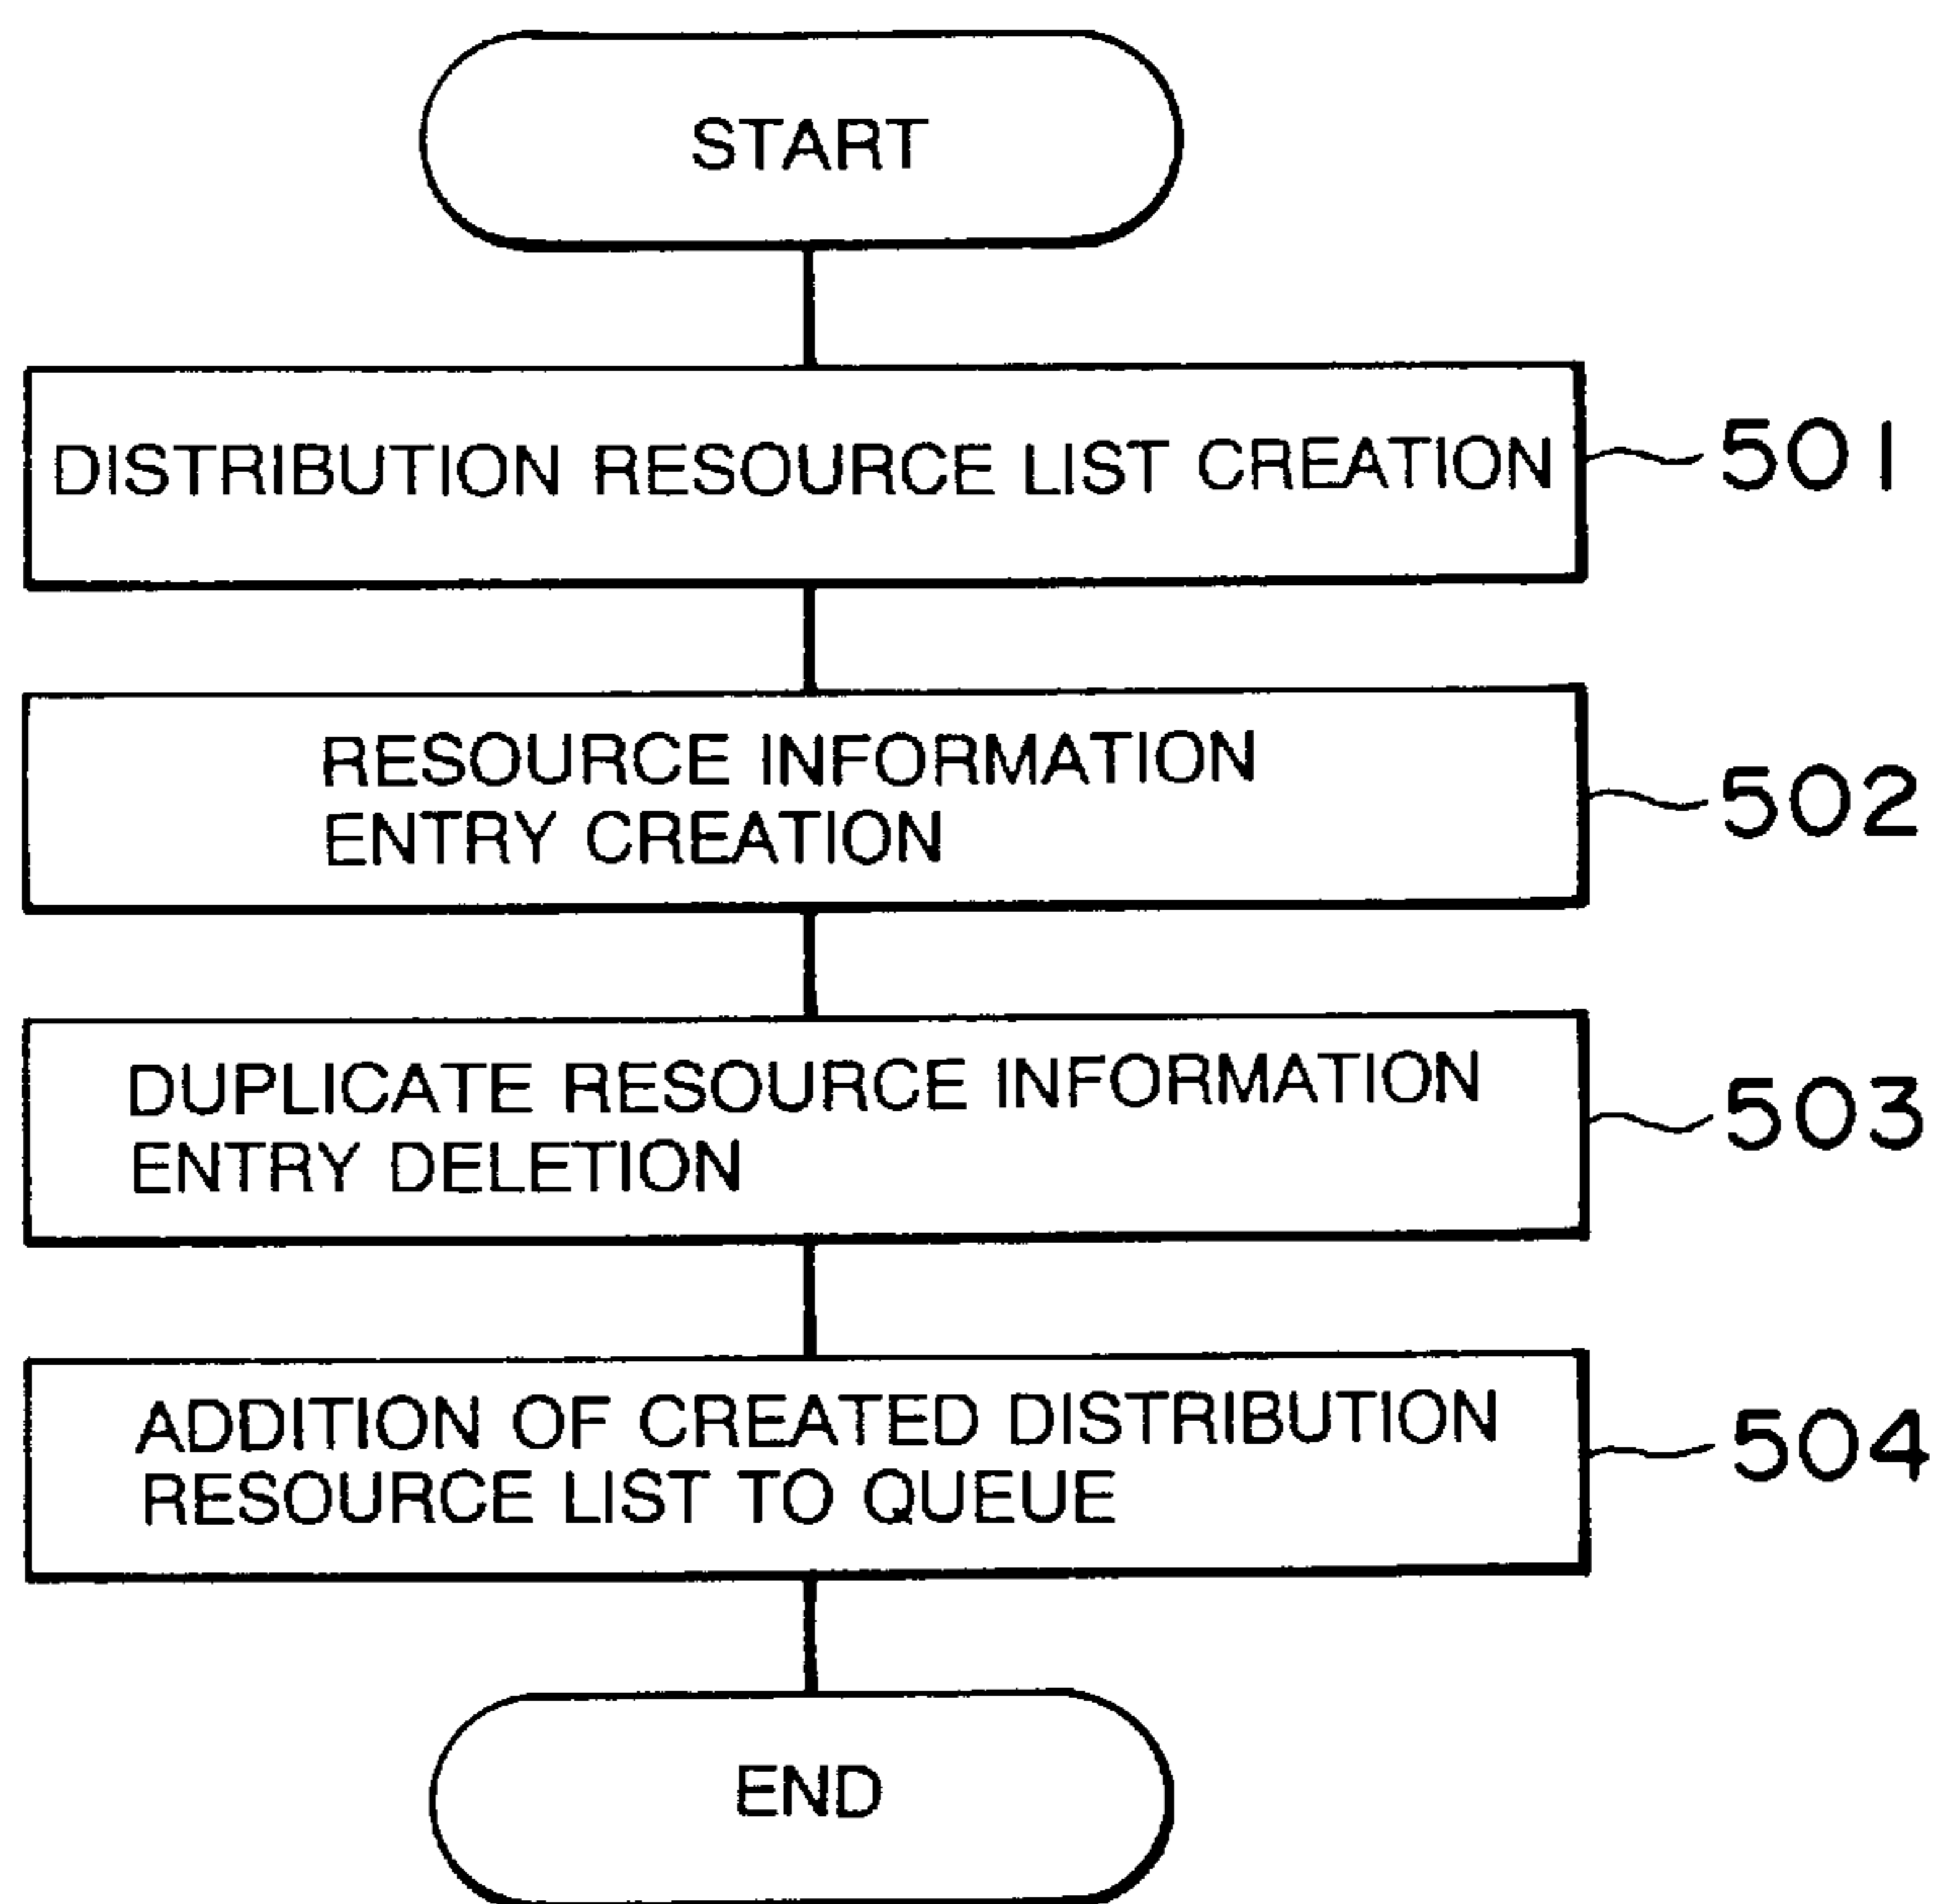 START
DISTRIBUTION RESOURCE LIST CREATION
501
RESOURCE INFORMATION
ENTRY CREATION
502
DUPLICATE RESOURCE INFORMATION
ENTRY DELETION
503
ADDITION OF CREATED DISTRIBUTION
RESOURCE LIST TO QUEUE
504
END